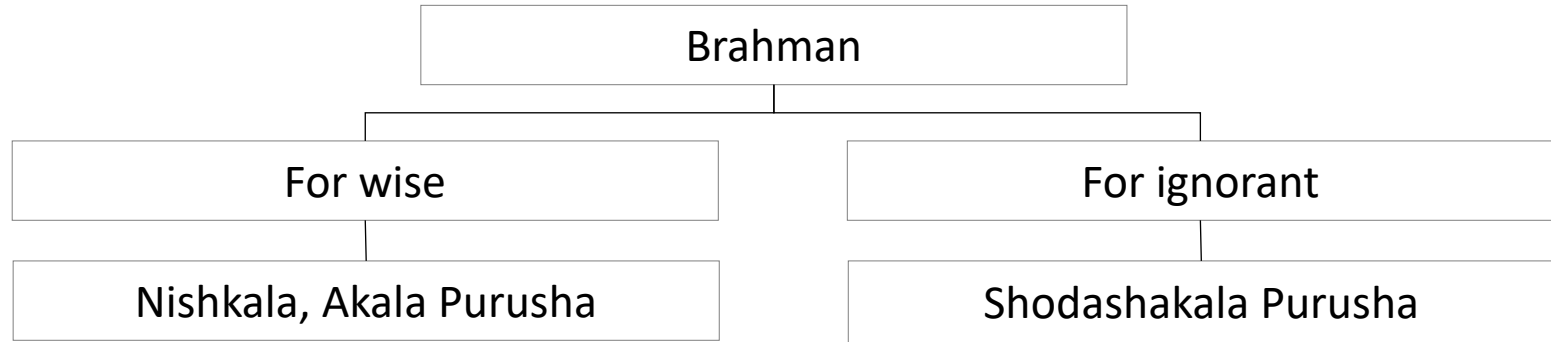 Brahman
For wise
For ignorant
Nishkala, Akala Purusha
Shodashakala Purusha